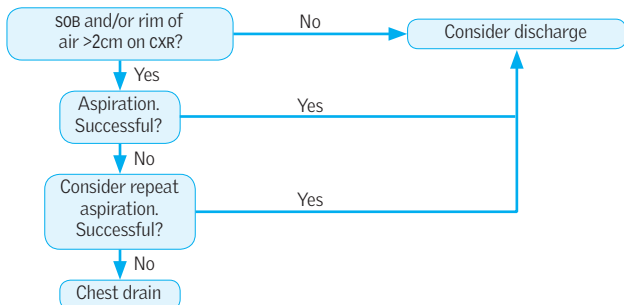 SOB and/or rim of
air >2cm on CXR?
No
Consider discharge
Yes
Aspiration.
Successful?
Yes
No
Consider repeat
aspiration.
Successful?
Yes
No
Chest drain